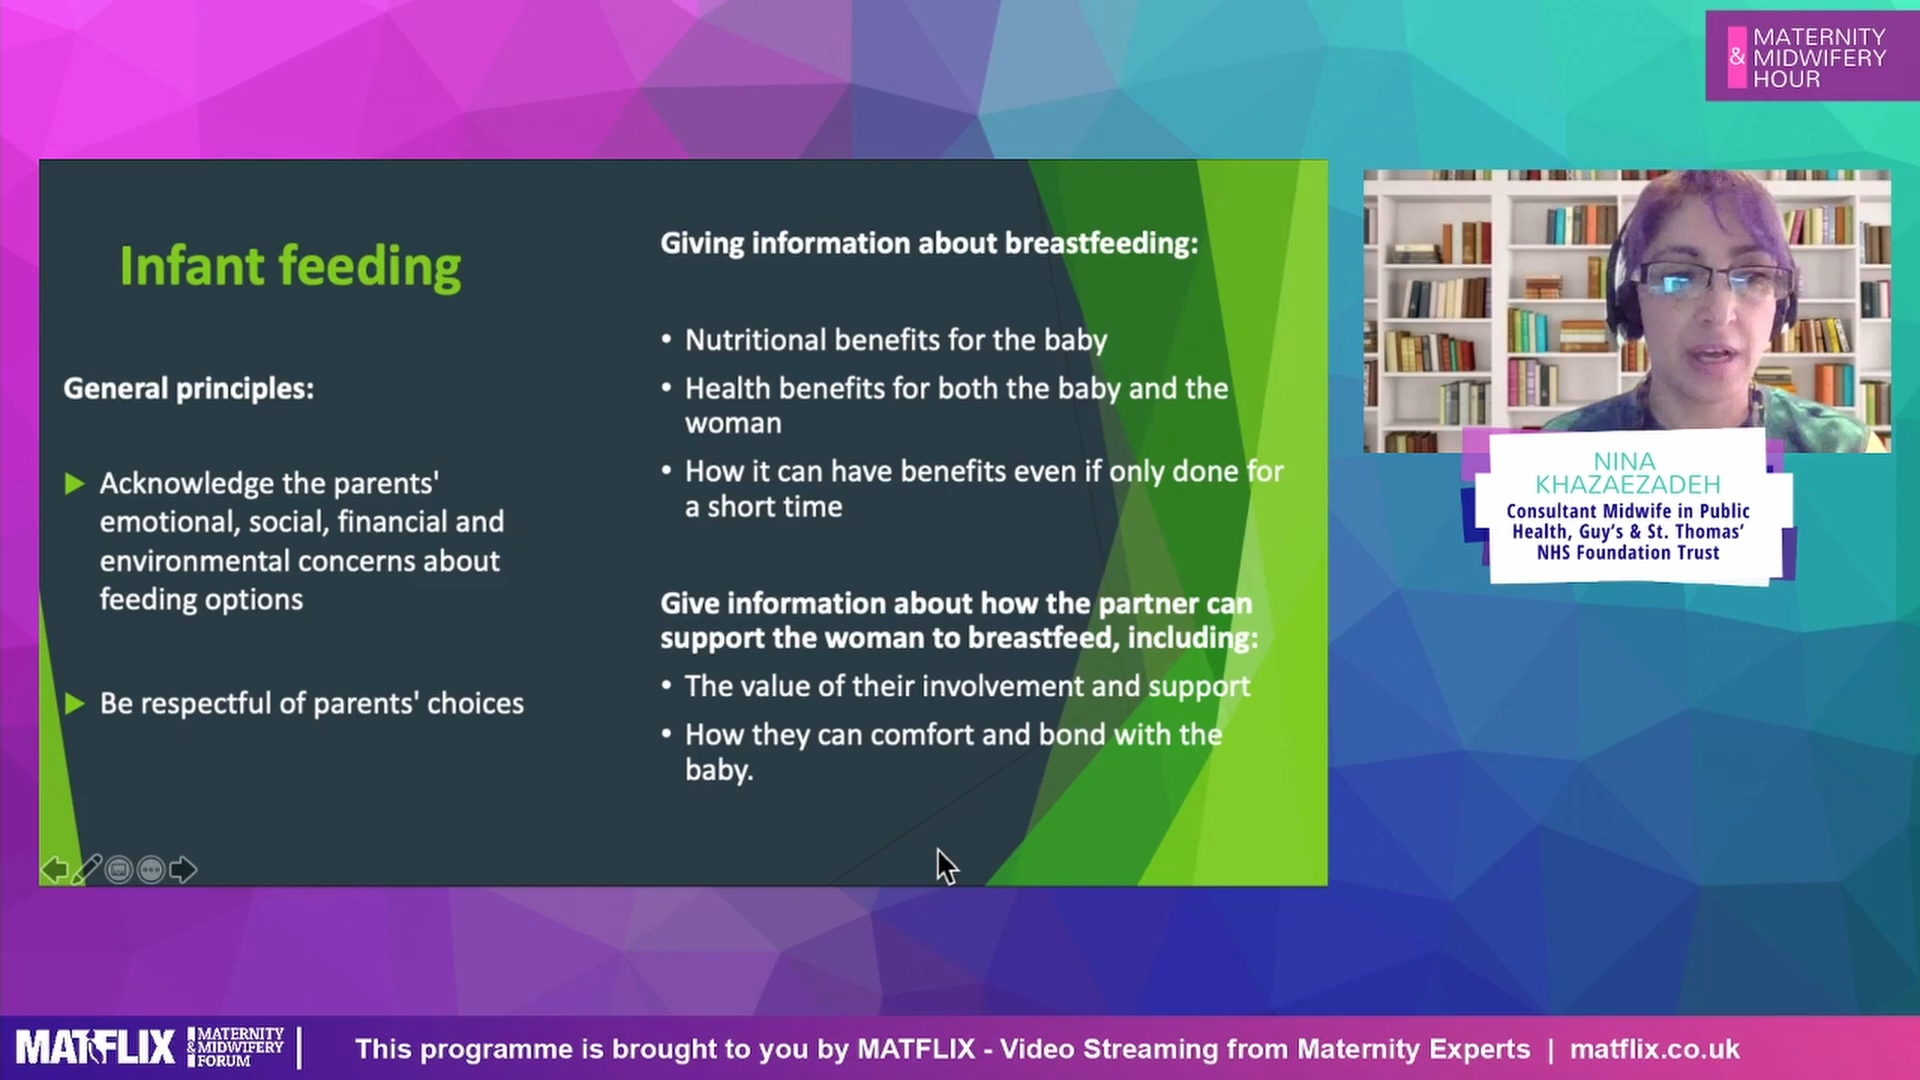 MATERNITY
& MIDWIFERY
HOUR
Infant feeding
General principles:
Acknowledge the parents'
emotional, social, financial and
environmental concerns about
feeding options
Be respectful of parents' choices
Giving information about breastfeeding:
• Nutritional benefits for the baby
• Health benefits for both the baby and the
woman
• How it can have benefits even if only done for
a short time
Give information about how the partner can
support the woman to breastfeed, including:
• The value of their involvement and support
• How they can comfort and bond with the
baby.
NINA
KHAZAEZADEH
Consultant Midwife in Public
Health, Guy's & St. Thomas'
NHS Foundation Trust
MATFLIX
MATERNITY
& MIDWIFERY
FORUM
This programme is brought to you by MATFLIX - Video Streaming from Maternity Experts | matflix.co.uk